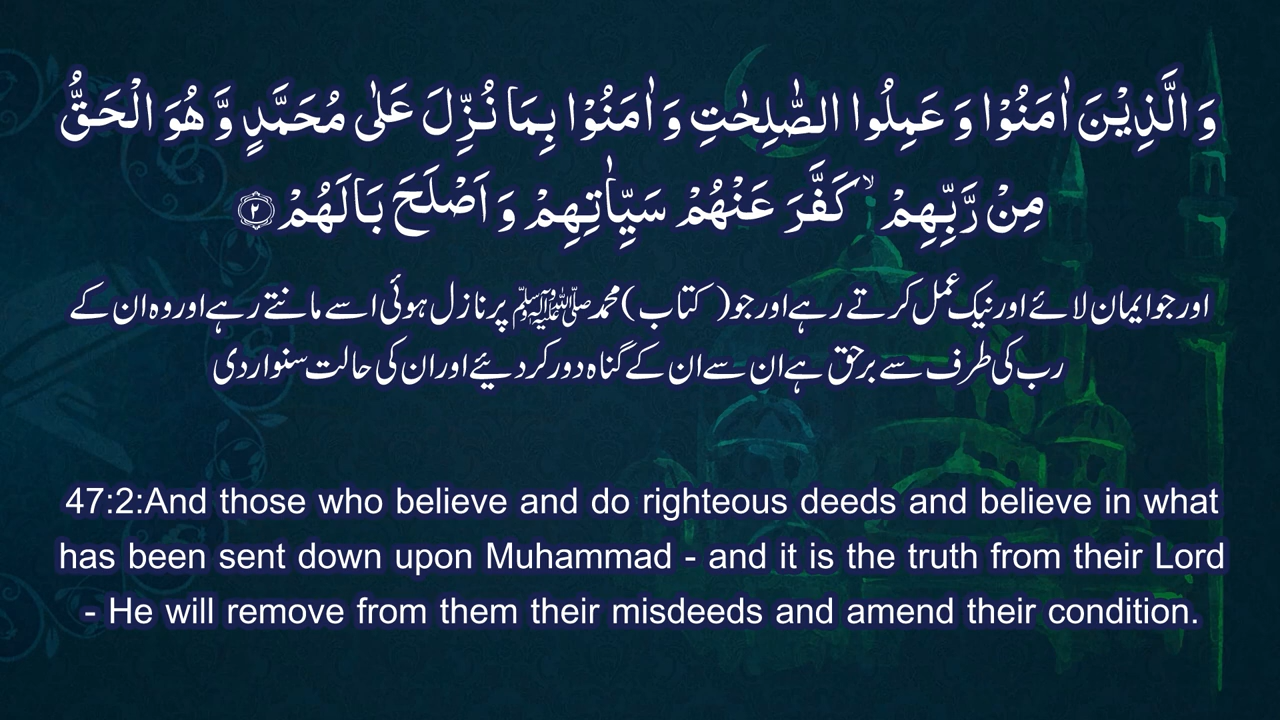 وَ الَّذِیْنَ اٰمَنُوْا وَ عَمِلُوا الصّٰلِحٰتِ وَ اٰمَنُوْا بِمَا نُزِّلَ عَلٰی مُحَمَّدٍ وَّ هُوَ الْحَقُّ
مِنْ رَّبِّهِمْ ۙ کَفَّرَ عَنْهُمْ سَیِّاٰتِهِمْ وَ اَصْلَحَ بَالَهُمْ ﴿۲﴾
اور جو ایمان لائے اور نیک عمل کرتے رہے اور جو ( کتاب ) محمد ﷺ پر نازل ہوئی اسے مانتے رہے اور وہ ان کے
رب کی طرف سے برحق ہے ان سے ان کے گناہ دور کر دیئے اور ان کی حالت سنوار دی
47:2:And those who believe and do righteous deeds and believe in what
has been sent down upon Muhammad - and it is the truth from their Lord
- He will remove from them their misdeeds and amend their condition.